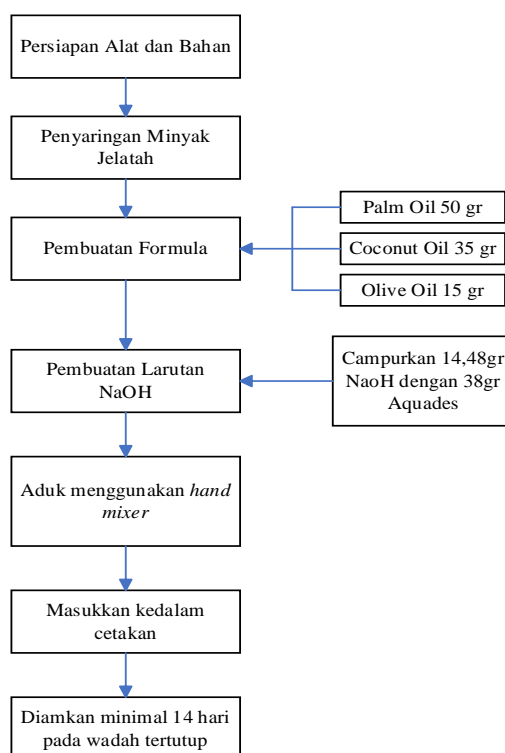 Persiapan Alat dan Bahan
Penyaringan Minyak
Jelatah
Pembuatan Formula
Palm Oil 50 gr
Coconut Oil 35 gr
Olive Oil 15 gr
Pembuatan Larutan
NaOH
Campurkan 14,48gr
NaoH dengan 38gr
Aquades
Aduk menggunakan hand
mixer
Masukkan kedalam
cetakan
Diamkan minimal 14 hari
pada wadah tertutup